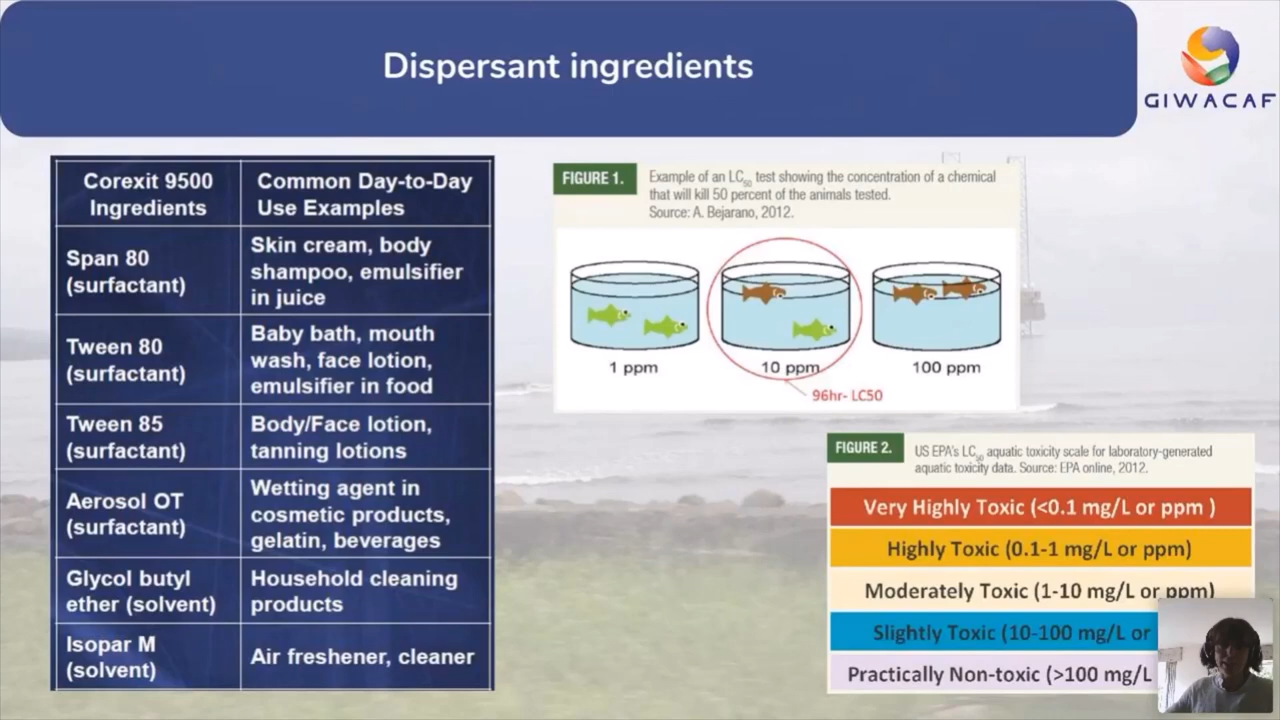 Dispersant ingredients
GIWACAF
Corexit 9500
Ingredients
Common Day-to-Day
Use Examples
Span 80
(surfactant)
Skin cream, body
shampoo, emulsifier
in juice
Tween 80
(surfactant)
Baby bath, mouth
wash, face lotion,
emulsifier in food
Tween 85
(surfactant)
Body/Face lotion,
tanning lotions
Aerosol OT
(surfactant)
Wetting agent in
cosmetic products,
gelatin, beverages
Glycol butyl
ether (solvent)
Household cleaning
products
Isopar M
(solvent)
Air freshener, cleaner
FIGURE 1.
Example of an LC50 test showing the concentration of a chemical
that will kill 50 percent of the animals tested.
Source: A. Bejarano, 2012.
1 ppm
10 ppm
100 ppm
96hr- LC50
FIGURE 2.
US EPA's LC50 aquatic toxicity scale for laboratory-generated
aquatic toxicity data. Source: EPA online, 2012.
Very Highly Toxic (<0.1 mg/L or ppm )
Highly Toxic (0.1-1 mg/L or ppm)
Moderately Toxic (1-10 mg/L or ppm)
Slightly Toxic (10-100 mg/L or
Practically Non-toxic (>100 mg/L